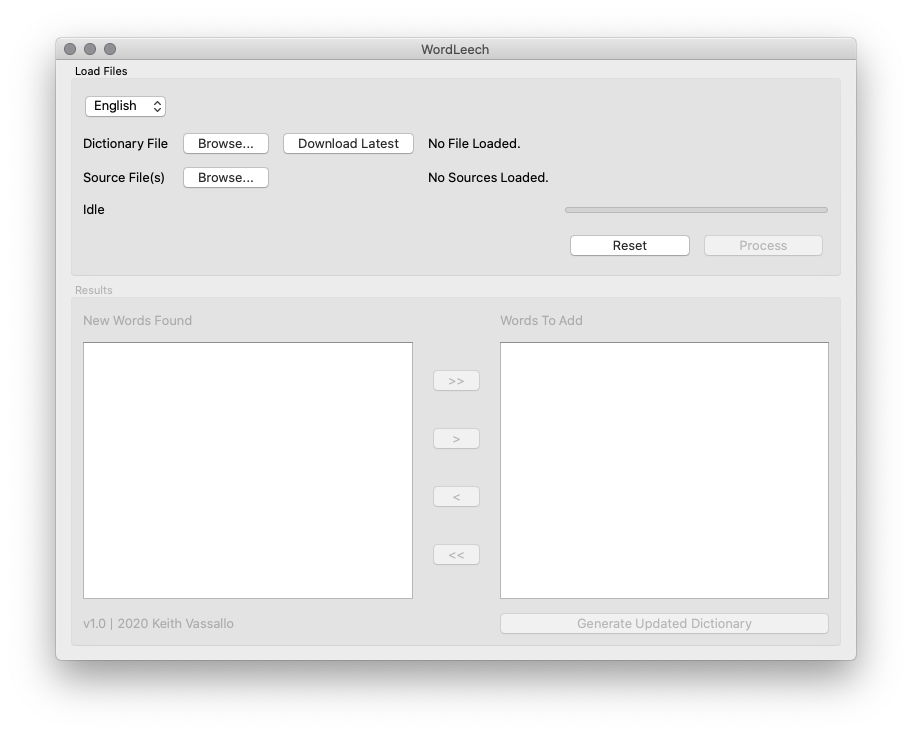 WordLeech
Load Files
English
Dictionary File Browse... Download Latest No File Loaded.
Source File(s) Browse... No Sources Loaded.
Idle
Reset Process
Results
New Words Found Words To Add
>>
>
<
<<
v1.0 | 2020 Keith Vassallo Generate Updated Dictionary